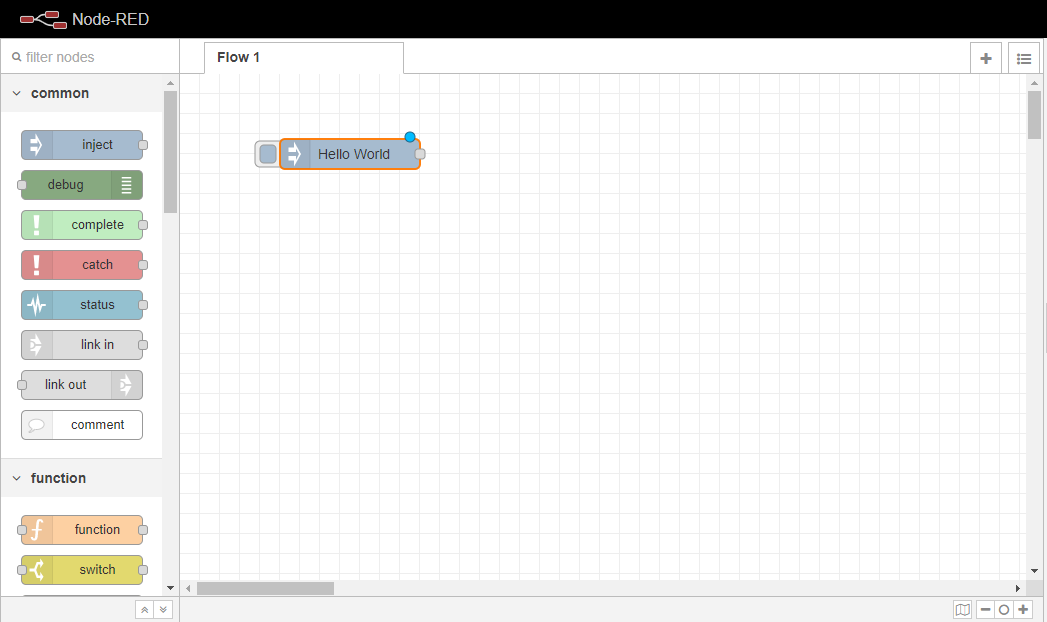 Node-RED
filter nodes
Flow 1
common
inject
Hello World
debug
complete
catch
status
link in
link out
comment
function
function
switch